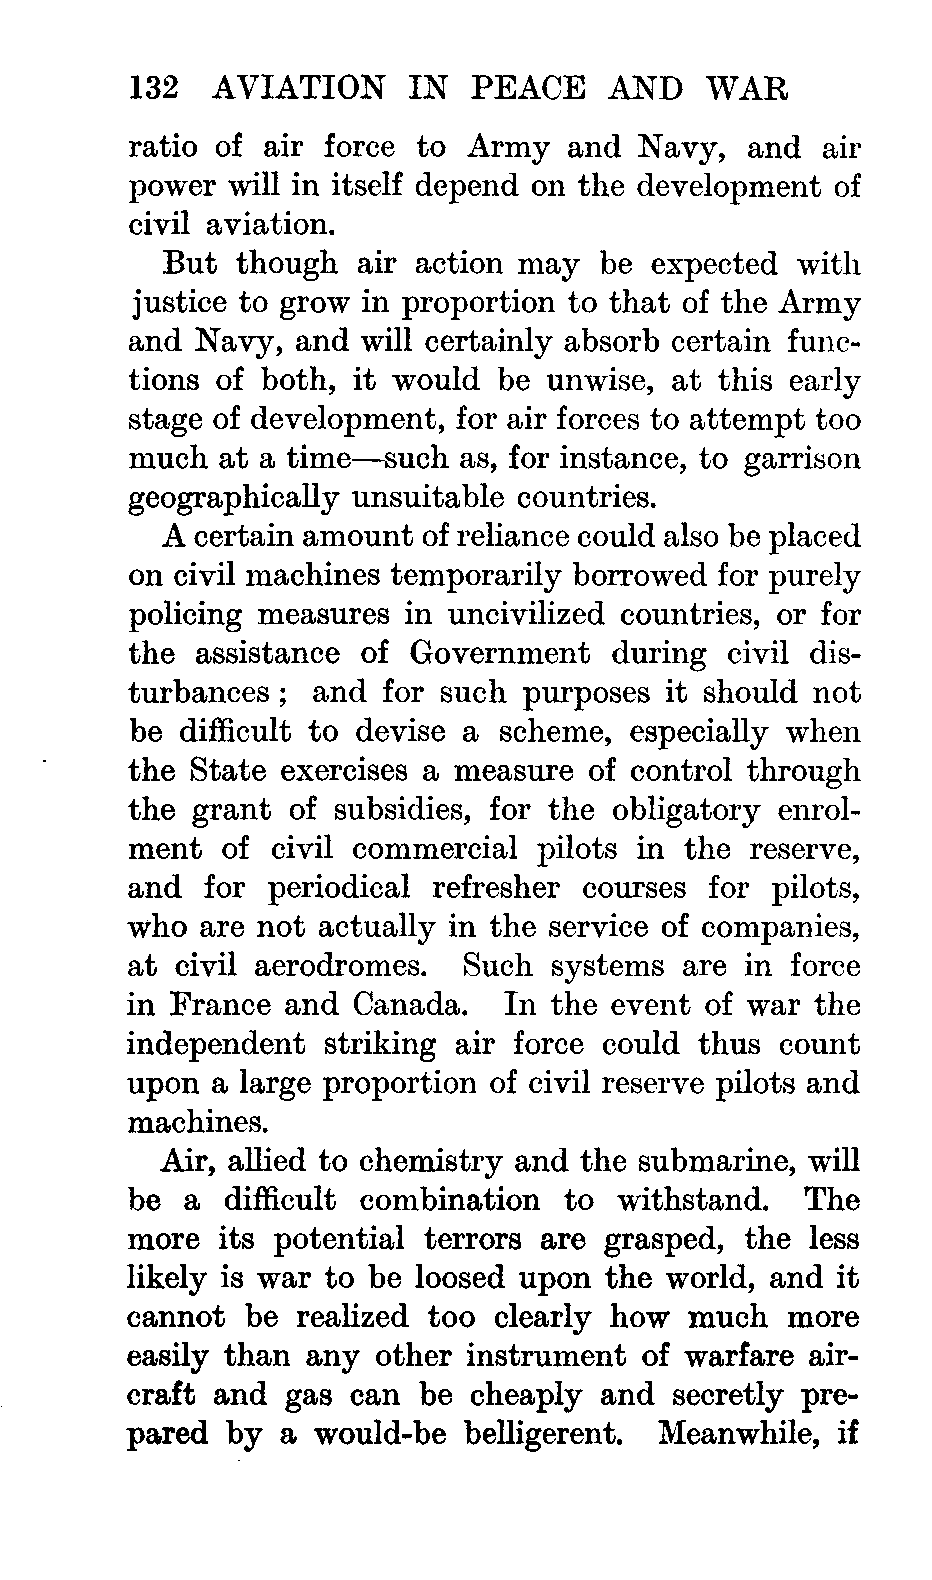 132 AVIATION IN PEACE AND WAR
ratio of air force to Army and Navy, and air
power will in itself depend on the development of
civil aviation.
But though air action may be expected with
justice to grow in proportion to that of the Army
and Navy, and will certainly absorb certain func-
tions of both, it would be unwise, at this early
stage of development, for air forces to attempt too
much at a time—such as, for instance, to garrison
geographically unsuitable countries.
A certain amount of reliance could also be placed
on civil machines temporarily borrowed for purely
policing measures in uncivilized countries, or for
the assistance of Government during civil dis-
turbances ; and for such purposes it should not
be difficult to devise a scheme, especially when
the State exercises a measure of control through
the grant of subsidies, for the obligatory enrol-
ment of civil commercial pilots in the reserve,
and for periodical refresher courses for pilots,
who are not actually in the service of companies,
at civil aerodromes. Such systems are in force
in France and Canada. In the event of war the
independent striking air force could thus count
upon a large proportion of civil reserve pilots and
machines.
Air, allied to chemistry and the submarine, will
be a difficult combination to withstand. The
more its potential terrors are grasped, the less
likely is war to be loosed upon the world, and it
cannot be realized too clearly how much more
easily than any other instrument of warfare air-
craft and gas can be cheaply and secretly pre-
pared by a would-be belligerent. Meanwhile, if